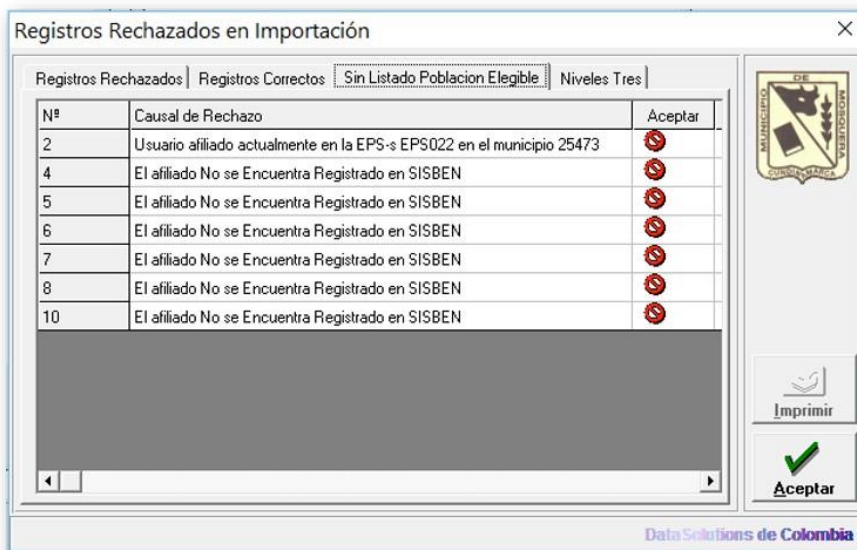 Registros Rechazados en Importación
Registros Rechazados
Registros Correctos
Sin Listado Poblacion Elegible
Niveles Tres
Nº
Causal de Rechazo
Aceptar
2
Usuario afiliado actualmente en la EPS-s EPS022 en el municipio 25473
4
El afiliado No se Encuentra Registrado en SISBEN
5
El afiliado No se Encuentra Registrado en SISBEN
6
El afiliado No se Encuentra Registrado en SISBEN
7
El afiliado No se Encuentra Registrado en SISBEN
8
El afiliado No se Encuentra Registrado en SISBEN
10
El afiliado No se Encuentra Registrado en SISBEN
MUNICIPIO
DE
MOSQUERA
CUNDINAMARCA
Imprimir
Aceptar
DataSolutions de Colombia